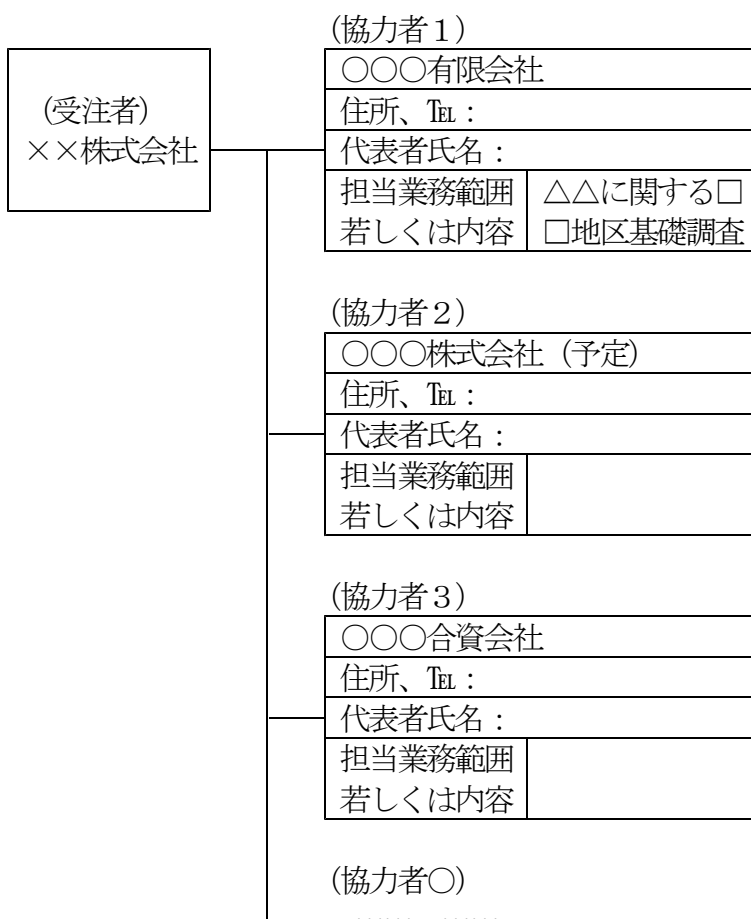 (受注者)
××株式会社
(協力者１)
○○○有限会社
住所、℡：
代表者氏名：
担当業務範囲
若しくは内容
△△に関する□
□地区基礎調査
(協力者２)
○○○株式会社（予定）
住所、℡：
代表者氏名：
担当業務範囲
若しくは内容
(協力者３)
○○○合資会社
住所、℡：
代表者氏名：
担当業務範囲
若しくは内容
(協力者○)